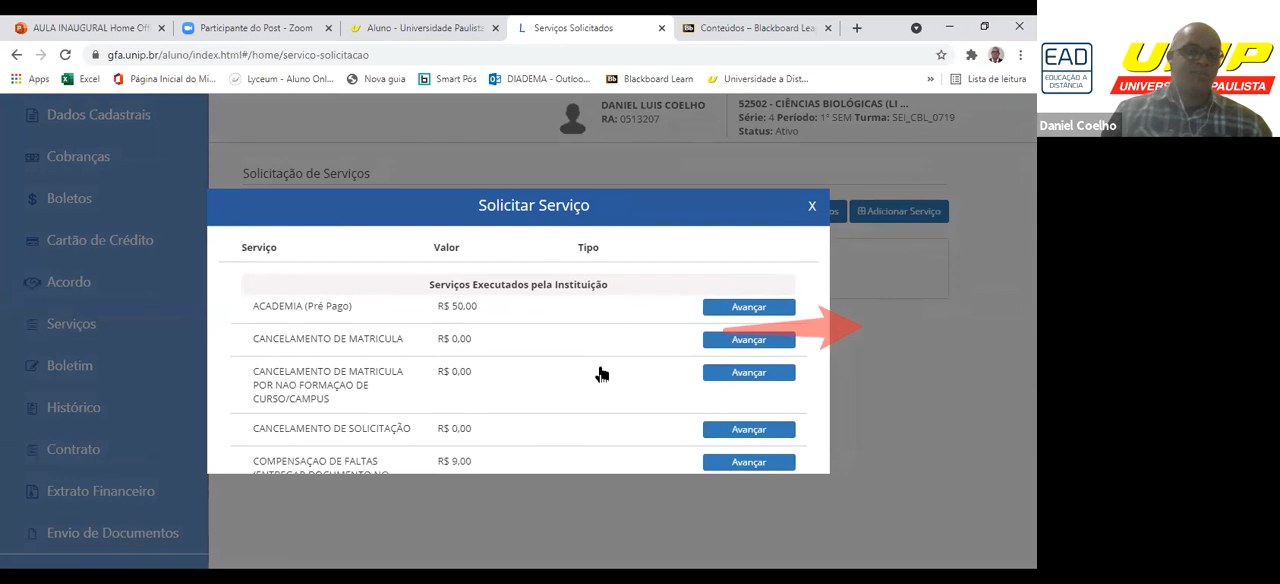 AULA INAUGURAL Home Offi
Participante do Post - Zoom
Aluno - Universidade Paulista
Serviços Solicitados
Conteúdos – Blackboard Lea
gfa.unip.br/aluno/index.html#/home/servico-solicitacao
Apps
Excel
Página Inicial do Mi...
Lyceum - Aluno Onl...
Nova guia
Smart Pós
DIADEMA - Outloo...
Blackboard Learn
Universidade a Dist...
»
Lista de leitura
EAD
EDUCAÇÃO A
DISTÂNCIA
Daniel Coelho
Dados Cadastrais
Cobranças
Boletos
Cartão de Crédito
Acordo
Serviços
Boletim
Histórico
Contrato
Extrato Financeiro
Envio de Documentos
DANIEL LUIS COELHO
RA: 0513207
52502 - CIÊNCIAS BIOLÓGICAS (LI ...
Série: 4 Período: 1º SEM Turma: SEI_CBL_0719
Status: Ativo
Solicitação de Serviços
os
Adicionar Serviço
Solicitar Serviço
X
Serviço Valor Tipo
Serviços Executados pela Instituição
ACADEMIA (Pré Pago) R$ 50,00 Avançar
CANCELAMENTO DE MATRICULA R$ 0,00 Avançar
CANCELAMENTO DE MATRICULA R$ 0,00 Avançar
POR NAO FORMAÇAO DE
CURSO/CAMPUS
CANCELAMENTO DE SOLICITAÇÃO R$ 0,00 Avançar
COMPENSAÇAO DE FALTAS R$ 9,00 Avançar